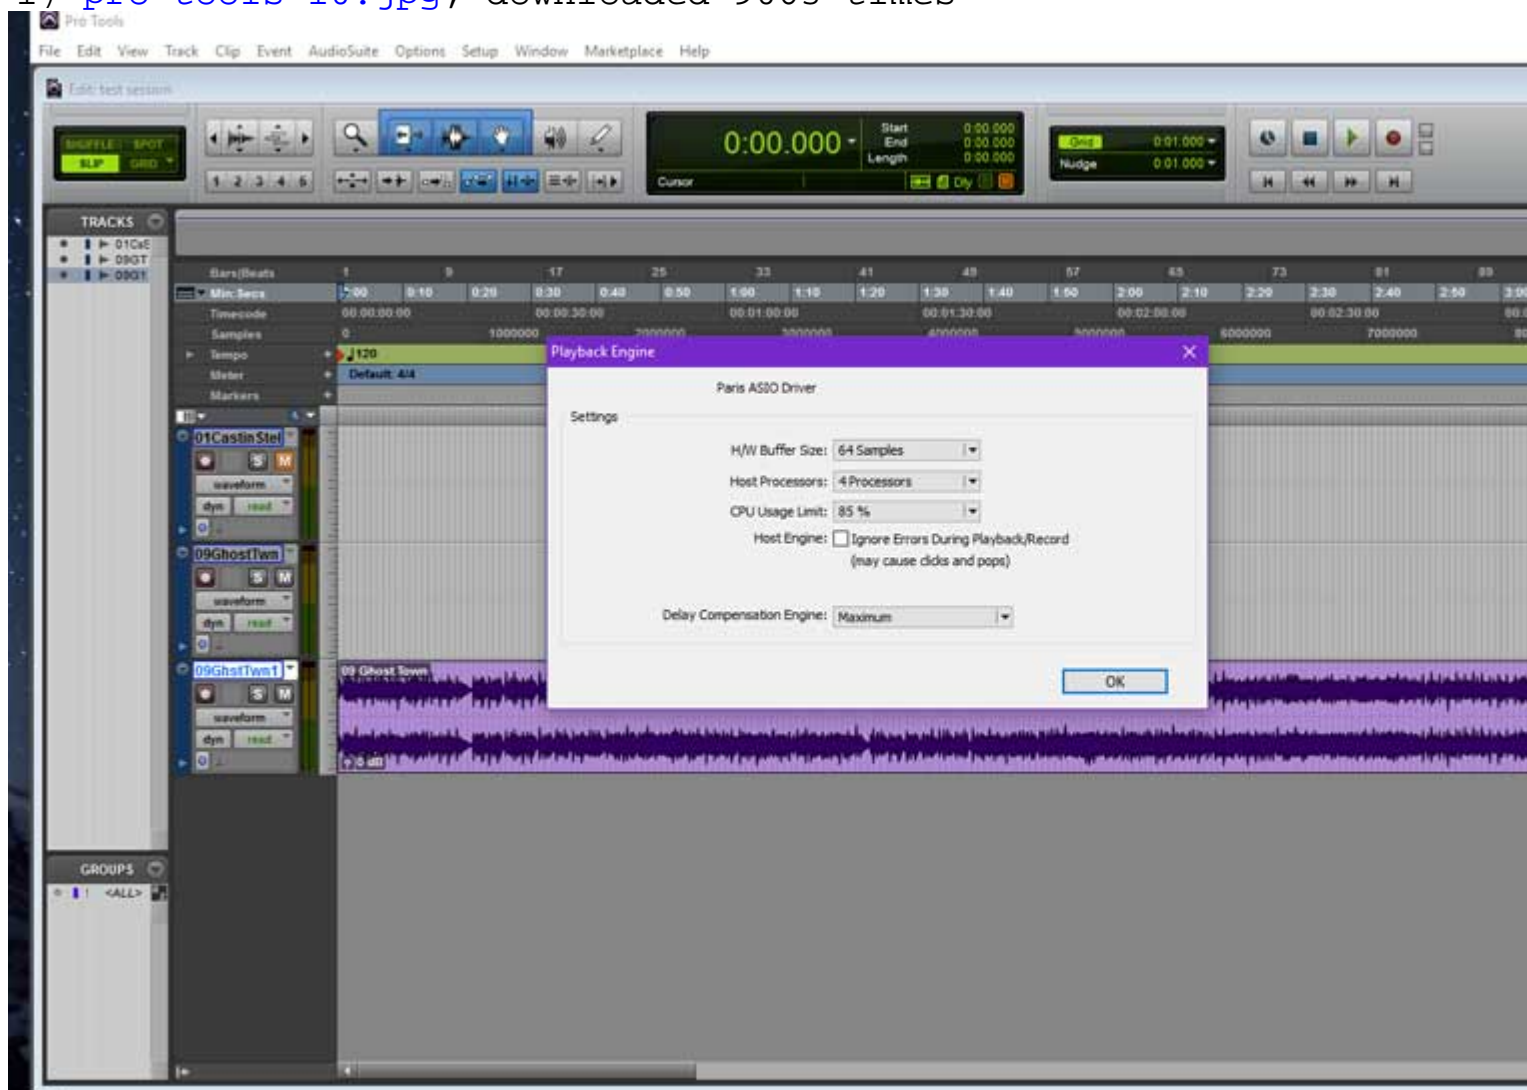 Pro Tools
File Edit View Track Clip Event AudioSuite Options Setup Window Marketplace Help
Edit: test session
SHUFFLE SPOT
SLIP GRID
1 2 3 4 5
0:00.000
Start 0:00.000
End 0:00.000
Length 0:00.000
Cursor
Dly
Grid 0:01.000
Nudge 0:01.000
TRACKS
09GT
Bars|Beats 1 9 17 25 33 41 49 57 65 73 81 89
Min:Secs 0:00 0:10 0:20 0:30 0:40 0:50 1:00 1:10 1:20 1:30 1:40 1:50 2:00 2:10 2:20 2:30 2:40 2:50 3:00
Timecode 00:00:00:00 00:00:30:00 00:01:00:00 00:01:30:00 00:02:00:00 00:02:30:00
Samples 0 1000000 2000000 3000000 4000000 5000000 6000000 7000000
Tempo 120
Meter Default: 4/4
Markers
Playback Engine
Paris ASIO Driver
Settings
H/W Buffer Size: 64 Samples
Host Processors: 4 Processors
CPU Usage Limit: 85 %
Host Engine: Ignore Errors During Playback/Record
(may cause clicks and pops)
Delay Compensation Engine: Maximum
OK
01CastinStel
S M
waveform
dyn read
09GhostTwn
S M
waveform
dyn read
09GhstTwn1
S M
waveform
dyn read
09 Ghost Town
0 dB
GROUPS
! <ALL>